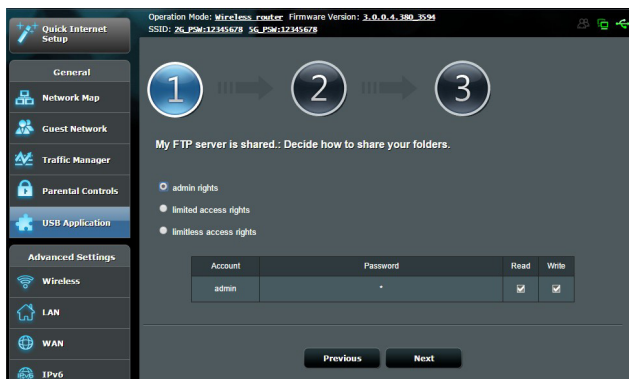 Quick Internet
Setup
Operation Mode: Wireless router Firmware Version: 3.0.0.4.380_3594
SSID: 2G_PSW:12345678 5G_PSW:12345678
General
Network Map
Guest Network
Traffic Manager
Parental Controls
USB Application
Advanced Settings
Wireless
LAN
WAN
IPv6
1
2
3
My FTP server is shared.: Decide how to share your folders.
admin rights
limited access rights
limitless access rights
Account Password Read Write
admin *
Previous Next